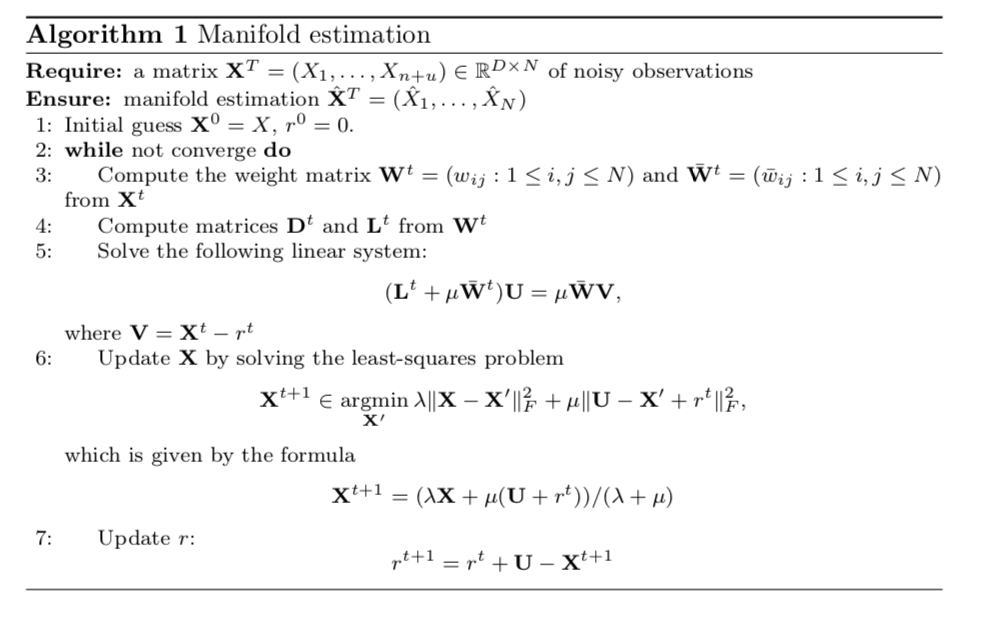 Algorithm 1 Manifold estimation
Require: a matrix X^T = (X_1, . . . , X_{n+u}) ∈ ℝ^{D×N} of noisy observations
Ensure: manifold estimation X̂^T = (X̂_1, . . . , X̂_N)
1: Initial guess X^0 = X, r^0 = 0.
2: while not converge do
3: Compute the weight matrix W^t = (w_{ij} : 1 ≤ i, j ≤ N) and W̄^t = (w̄_{ij} : 1 ≤ i, j ≤ N)
from X^t
4: Compute matrices D^t and L^t from W^t
5: Solve the following linear system:
(L^t + μW̄^t)U = μW̄V,
where V = X^t − r^t
6: Update X by solving the least-squares problem
X^{t+1} ∈ argmin_{X′} λ‖X − X′‖_F^2 + μ‖U − X′ + r^t‖_F^2,
which is given by the formula
X^{t+1} = (λX + μ(U + r^t))/(λ + μ)
7: Update r:
r^{t+1} = r^t + U − X^{t+1}